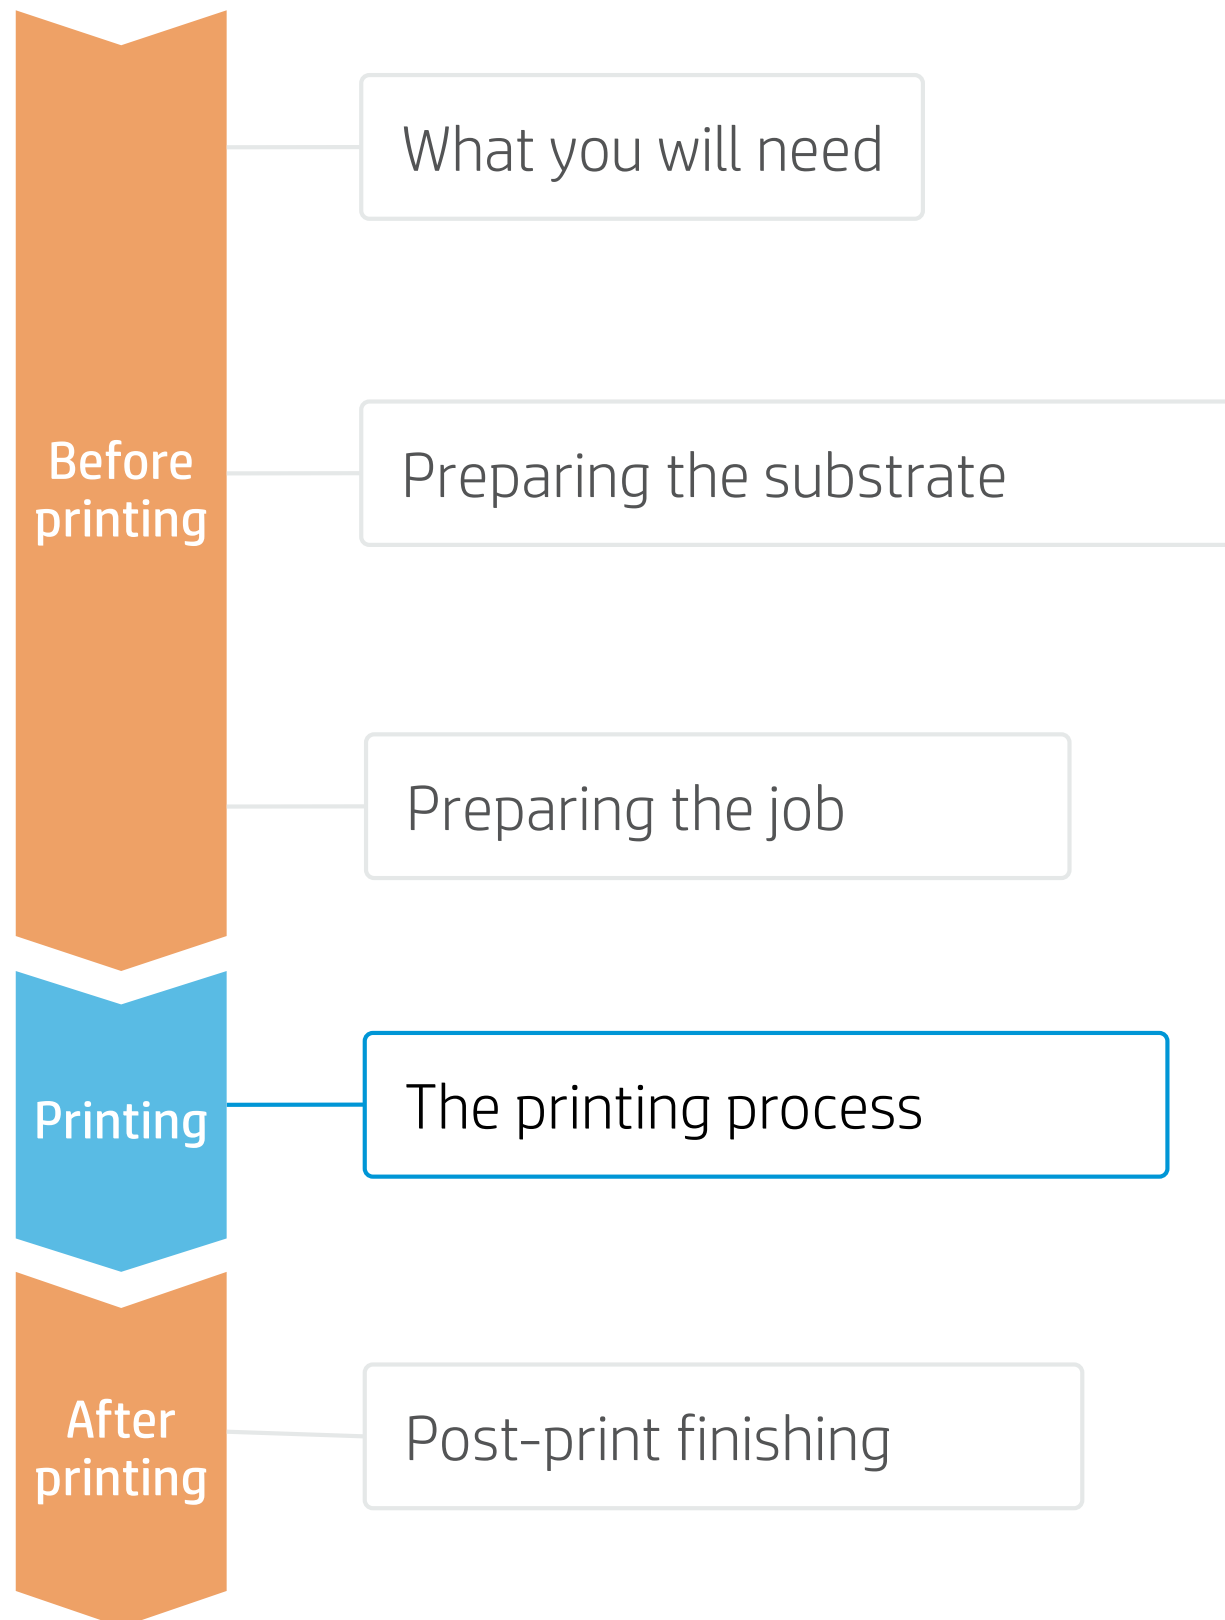 What you will need
Before
printing
Preparing the substrate
Preparing the job
Printing
The printing process
After
printing
Post-print finishing